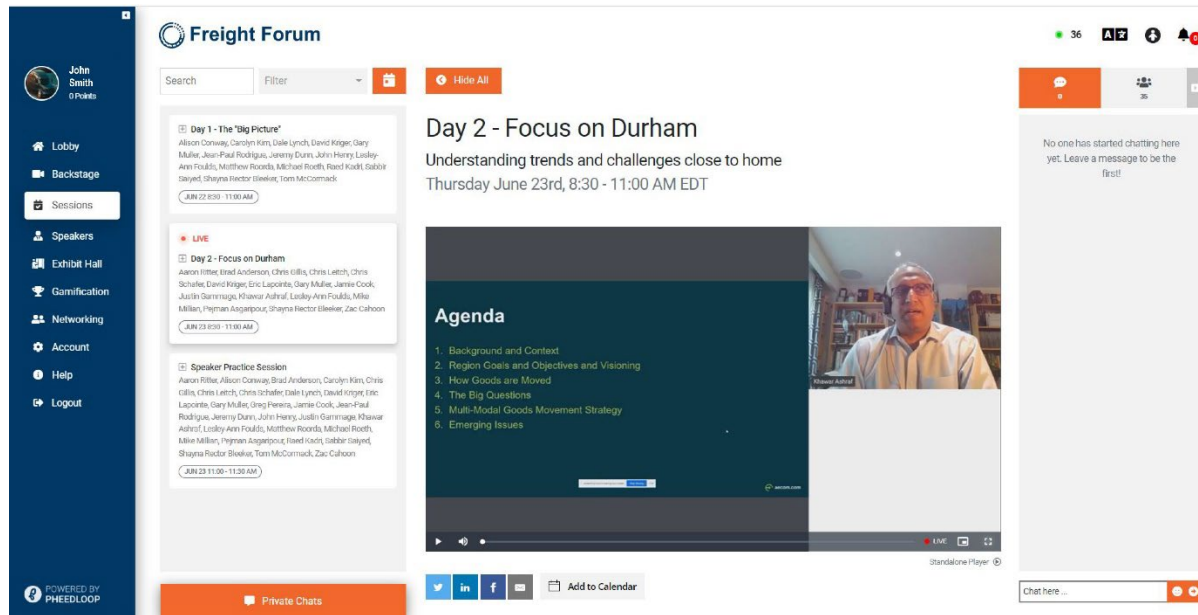 Freight Forum
36
John
Smith
0 Points
Lobby
Backstage
Sessions
Speakers
Exhibit Hall
Gamification
Networking
Account
Help
Logout
POWERED BY
PHEEDLOOP
Search
Filter
Day 1 - The "Big Picture"
Alison Conway, Carolyn Kim, Dale Lynch, David Kriger, Gary
Muller, Jean-Paul Rodrigue, Jeremy Dunn, John Henry, Lesley-
Ann Foulds, Matthew Roorda, Michael Roeth, Raed Kadri, Sabbir
Saiyed, Shayna Rector Bleeker, Tom McCormack
JUN 22 8:30 - 11:00 AM
LIVE
Day 2 - Focus on Durham
Aaron Ritter, Brad Anderson, Chris Gillis, Chris Leitch, Chris
Schafer, David Kriger, Eric Lapointe, Gary Muller, Jamie Cook,
Justin Gammage, Khawar Ashraf, Lesley-Ann Foulds, Mike
Millian, Pejman Asgaripour, Shayna Rector Bleeker, Zac Cahoon
JUN 23 8:30 - 11:00 AM
Speaker Practice Session
Aaron Ritter, Alison Conway, Brad Anderson, Carolyn Kim, Chris
Gillis, Chris Leitch, Chris Schafer, Dale Lynch, David Kriger, Eric
Lapointe, Gary Muller, Greg Pereira, Jamie Cook, Jean-Paul
Rodrigue, Jeremy Dunn, John Henry, Justin Gammage, Khawar
Ashraf, Lesley-Ann Foulds, Matthew Roorda, Michael Roeth,
Mike Millian, Pejman Asgaripour, Raed Kadri, Sabbir Saiyed,
Shayna Rector Bleeker, Tom McCormack, Zac Cahoon
JUN 23 11:00 - 11:30 AM
Private Chats
Hide All
Day 2 - Focus on Durham
Understanding trends and challenges close to home
Thursday June 23rd, 8:30 - 11:00 AM EDT
Agenda
1. Background and Context
2. Region Goals and Objectives and Visioning
3. How Goods are Moved
4. The Big Questions
5. Multi-Modal Goods Movement Strategy
6. Emerging Issues
aecom.com
Khawar Ashraf
LIVE
Standalone Player
Add to Calendar
0
35
No one has started chatting here
yet. Leave a message to be the
first!
Chat here ...